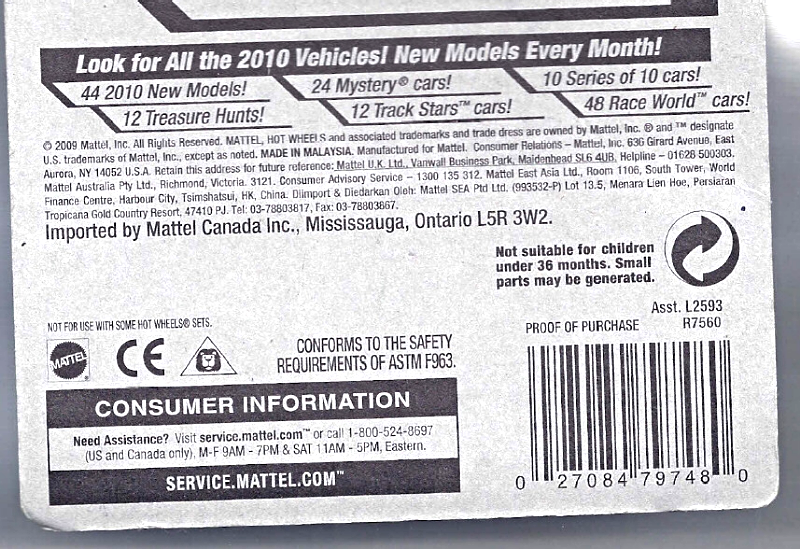 Look for All the 2010 Vehicles! New Models Every Month!
44 2010 New Models! 24 Mystery® cars! 10 Series of 10 cars!
12 Treasure Hunts! 12 Track Stars™ cars! 48 Race World™ cars!
© 2009 Mattel, Inc. All Rights Reserved. MATTEL, HOT WHEELS and associated trademarks and trade dress are owned by Mattel, Inc. ® and ™ designate
U.S. trademarks of Mattel, Inc., except as noted. MADE IN MALAYSIA. Manufactured for Mattel. Consumer Relations – Mattel, Inc. 636 Girard Avenue, East
Aurora, NY 14052 U.S.A. Retain this address for future reference: Mattel U.K. Ltd., Vanwall Business Park, Maidenhead SL6 4UB. Helpline – 01628 500303.
Mattel Australia Pty Ltd., Richmond, Victoria. 3121. Consumer Advisory Service - 1300 135 312. Mattel East Asia Ltd., Room 1106, South Tower, World
Finance Centre, Harbour City, Tsimshatsui, HK, China. Diimport & Diedarkan Oleh: Mattel SEA Ptd Ltd. (993532-P) Lot 13.5, Menara Lien Hoe, Persiaran
Tropicana Gold Country Resort, 47410 PJ. Tel: 03-78803817, Fax: 03-78803867.
Imported by Mattel Canada Inc., Mississauga, Ontario L5R 3W2.
Not suitable for children
under 36 months. Small
parts may be generated.
Asst. L2593
PROOF OF PURCHASE R7560
NOT FOR USE WITH SOME HOT WHEELS® SETS.
MATTEL ® CE
CONFORMS TO THE SAFETY
REQUIREMENTS OF ASTM F963.
CONSUMER INFORMATION
Need Assistance? Visit service.mattel.com™ or call 1-800-524-8697
(US and Canada only). M-F 9AM - 7PM & SAT 11AM - 5PM, Eastern.
SERVICE.MATTEL.COM™
0 27084 79748 0